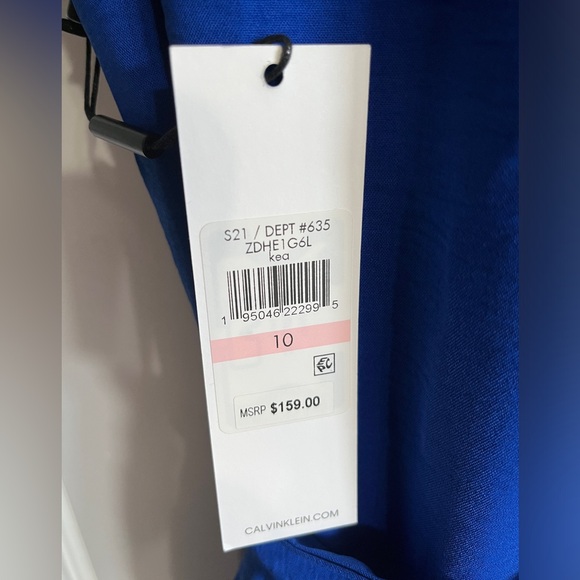 S21 / DEPT #635
ZDHE1G6L
kea
1 95046 22299 5
10
MSRP $159.00
CALVINKLEIN.COM